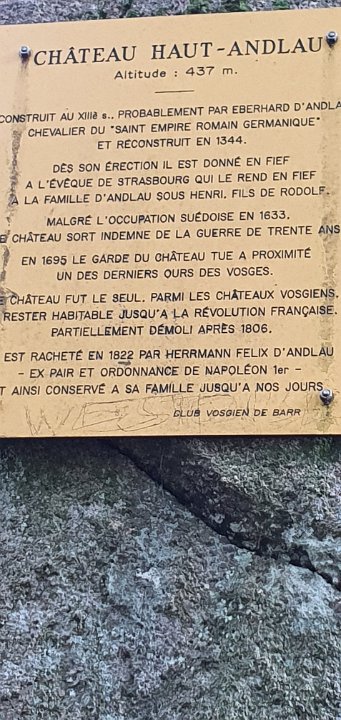 CHÂTEAU HAUT-ANDLAU
Altitude : 437 m.
CONSTRUIT AU XIIIè s., PROBABLEMENT PAR EBERHARD D'ANDLA
CHEVALIER DU "SAINT EMPIRE ROMAIN GERMANIQUE"
ET RÉCONSTRUIT EN 1344.
DÈS SON ÉRECTION IL EST DONNÉ EN FIEF
A L'ÉVÊQUE DE STRASBOURG QUI LE REND EN FIEF
A LA FAMILLE D'ANDLAU SOUS HENRI, FILS DE RODOLF.
MALGRÉ L'OCCUPATION SUÉDOISE EN 1633,
E CHÂTEAU SORT INDEMNE DE LA GUERRE DE TRENTE ANS
EN 1695 LE GARDE DU CHÂTEAU TUE A PROXIMITÉ
UN DES DERNIERS OURS DES VOSGES.
E CHÂTEAU FUT LE SEUL, PARMI LES CHÂTEAUX VOSGIENS,
RESTER HABITABLE JUSQU'A LA RÉVOLUTION FRANÇAISE.
PARTIELLEMENT DÉMOLI APRÈS 1806.
EST RACHETÉ EN 1822 PAR HERRMANN FELIX D'ANDLAU
- EX PAIR ET ORDONNANCE DE NAPOLÉON 1er -
T AINSI CONSERVÉ A SA FAMILLE JUSQU'A NOS JOURS
CLUB VOSGIEN DE BARR